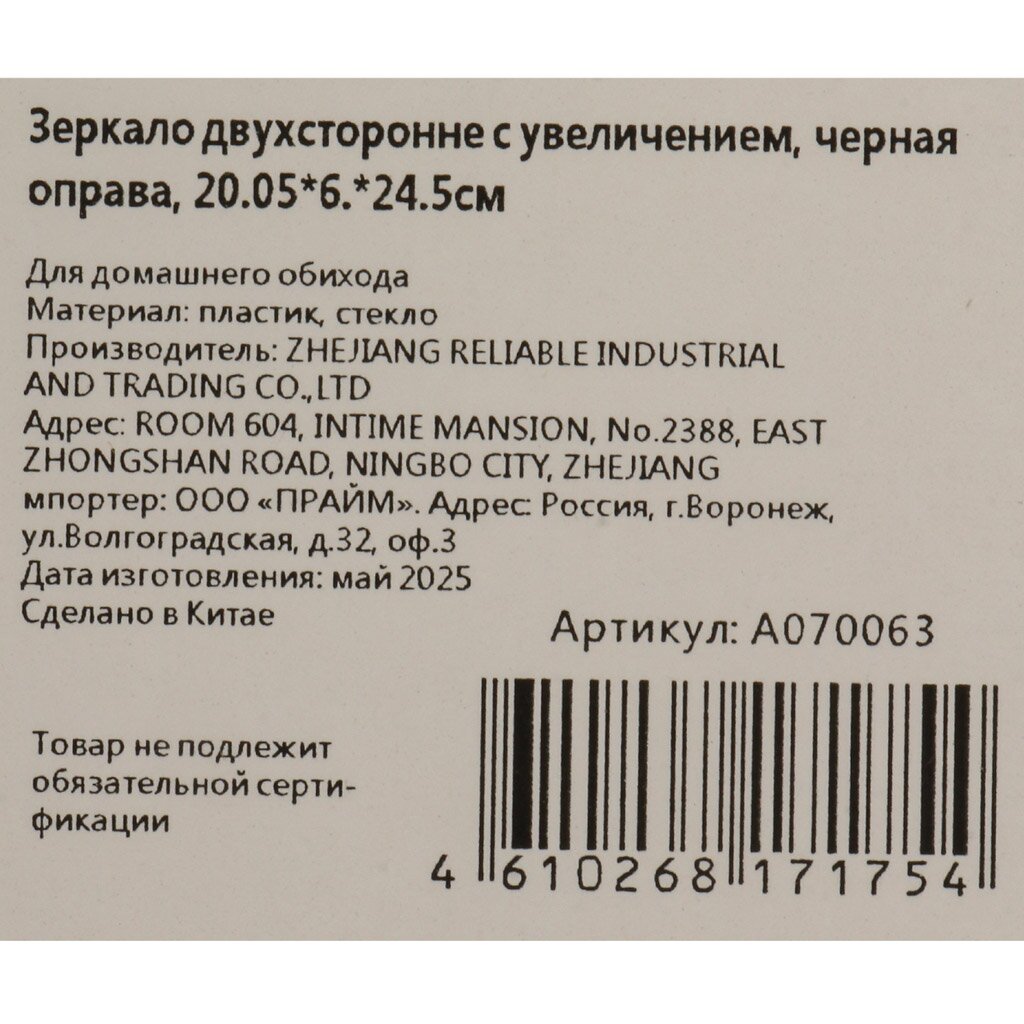 Зеркало двухсторонне с увеличением, черная
оправа, 20.05*6.*24.5см
Для домашнего обихода
Материал: пластик, стекло
Производитель: ZHEJIANG RELIABLE INDUSTRIAL
AND TRADING CO.,LTD
Адрес: ROOM 604, INTIME MANSION, No.2388, EAST
ZHONGSHAN ROAD, NINGBO CITY, ZHEJIANG
мпортер: ООО «ПРАЙМ». Адрес: Россия, г.Воронеж,
ул.Волгоградская, д.32, оф.3
Дата изготовления: май 2025
Сделано в Китае
Артикул: А070063
Товар не подлежит
обязательной серти-
фикации
4 610268 171754